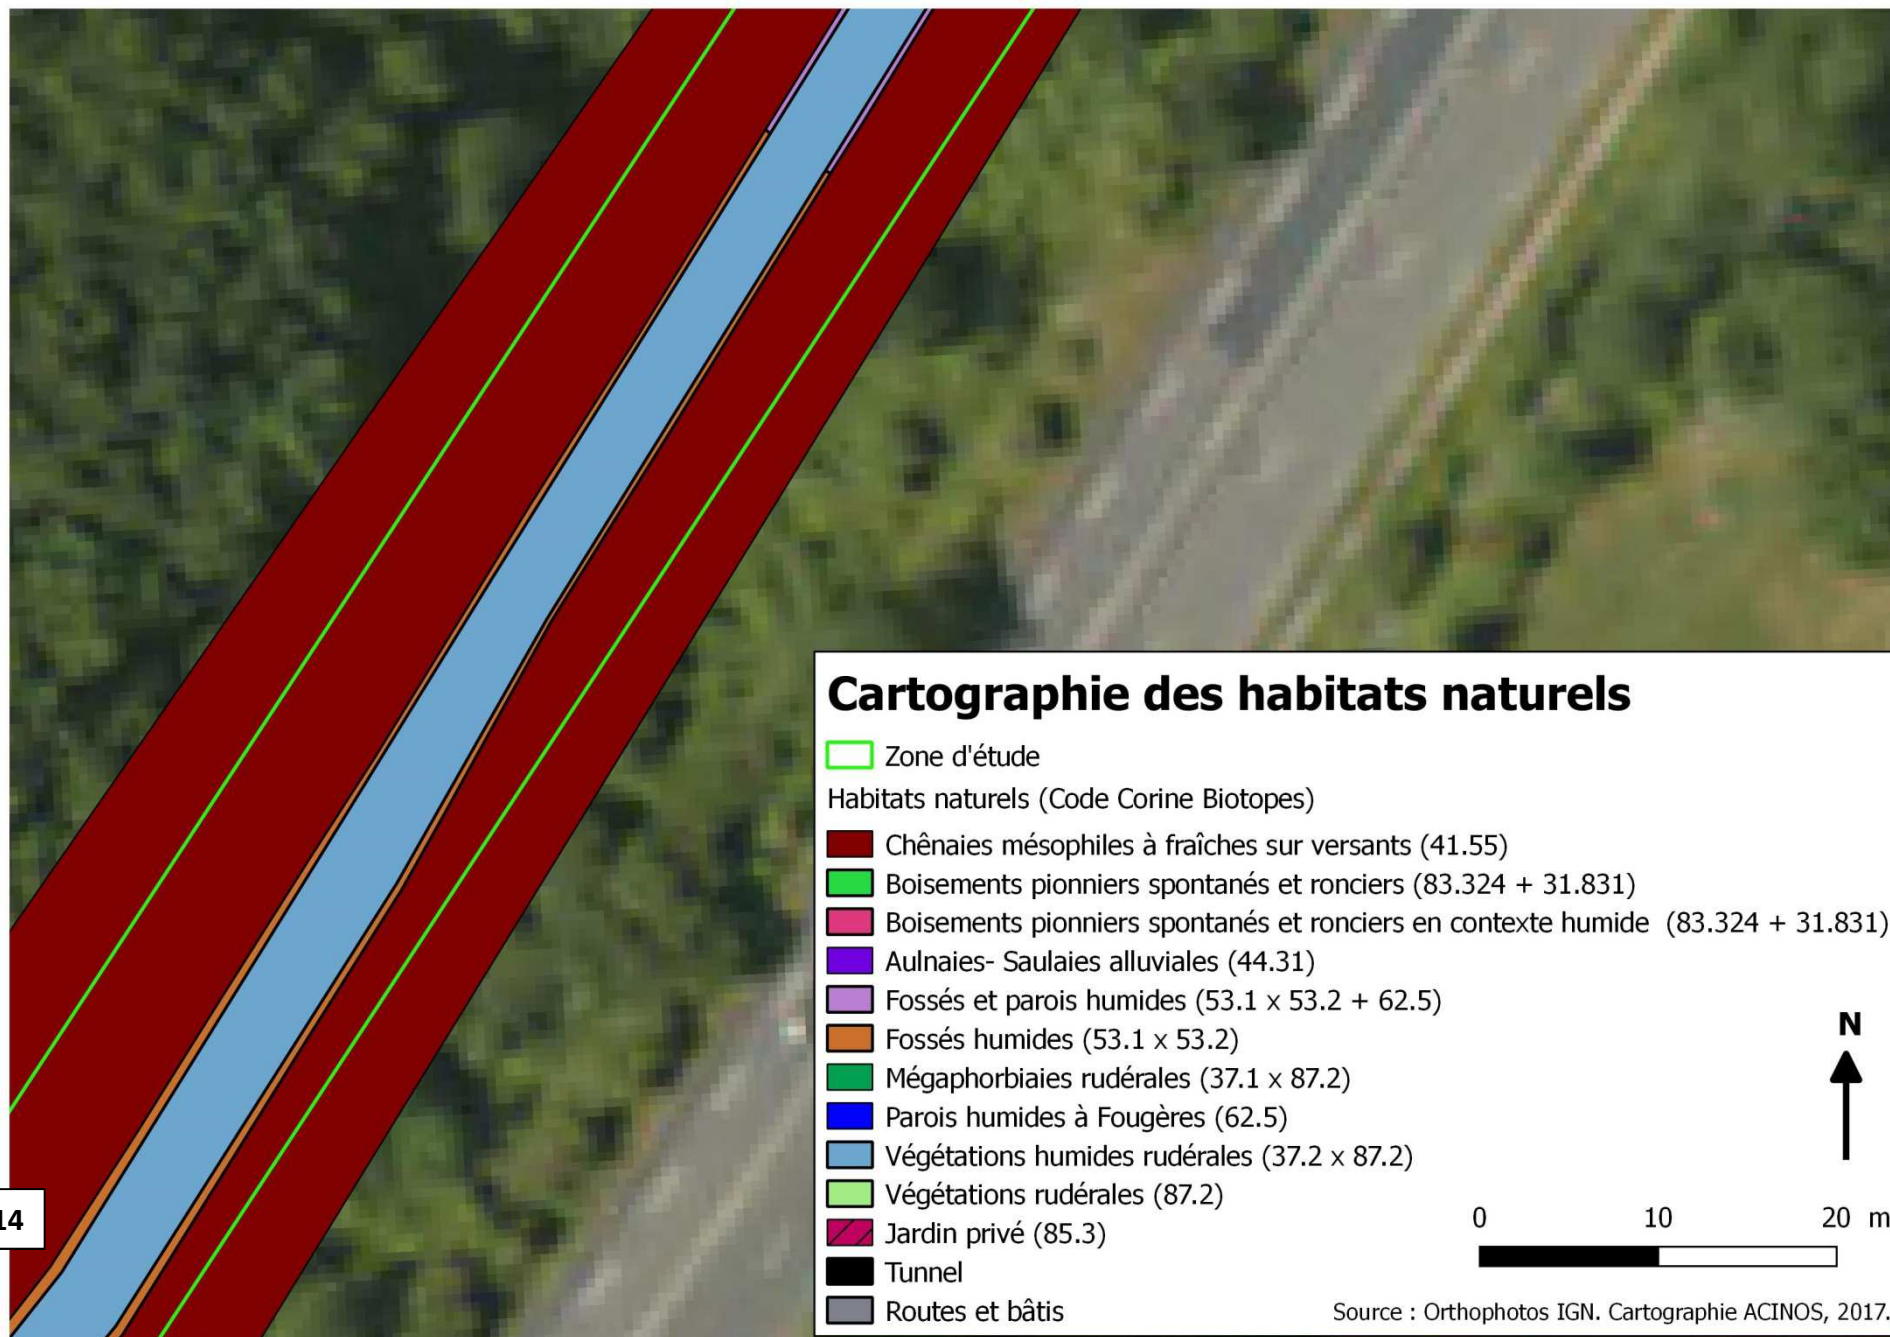 Cartographie des habitats naturels
Zone d'étude
Habitats naturels (Code Corine Biotopes)
Chênaies mésophiles à fraîches sur versants (41.55)
Boisements pionniers spontanés et ronciers (83.324 + 31.831)
Boisements pionniers spontanés et ronciers en contexte humide (83.324 + 31.831)
Aulnaies- Saulaies alluviales (44.31)
Fossés et parois humides (53.1 x 53.2 + 62.5)
Fossés humides (53.1 x 53.2)
Mégaphorbiaies rudérales (37.1 x 87.2)
Parois humides à Fougères (62.5)
Végétations humides rudérales (37.2 x 87.2)
Végétations rudérales (87.2)
Jardin privé (85.3)
Tunnel
Routes et bâtis
N
0 10 20 m
Source : Orthophotos IGN. Cartographie ACINOS, 2017.
14